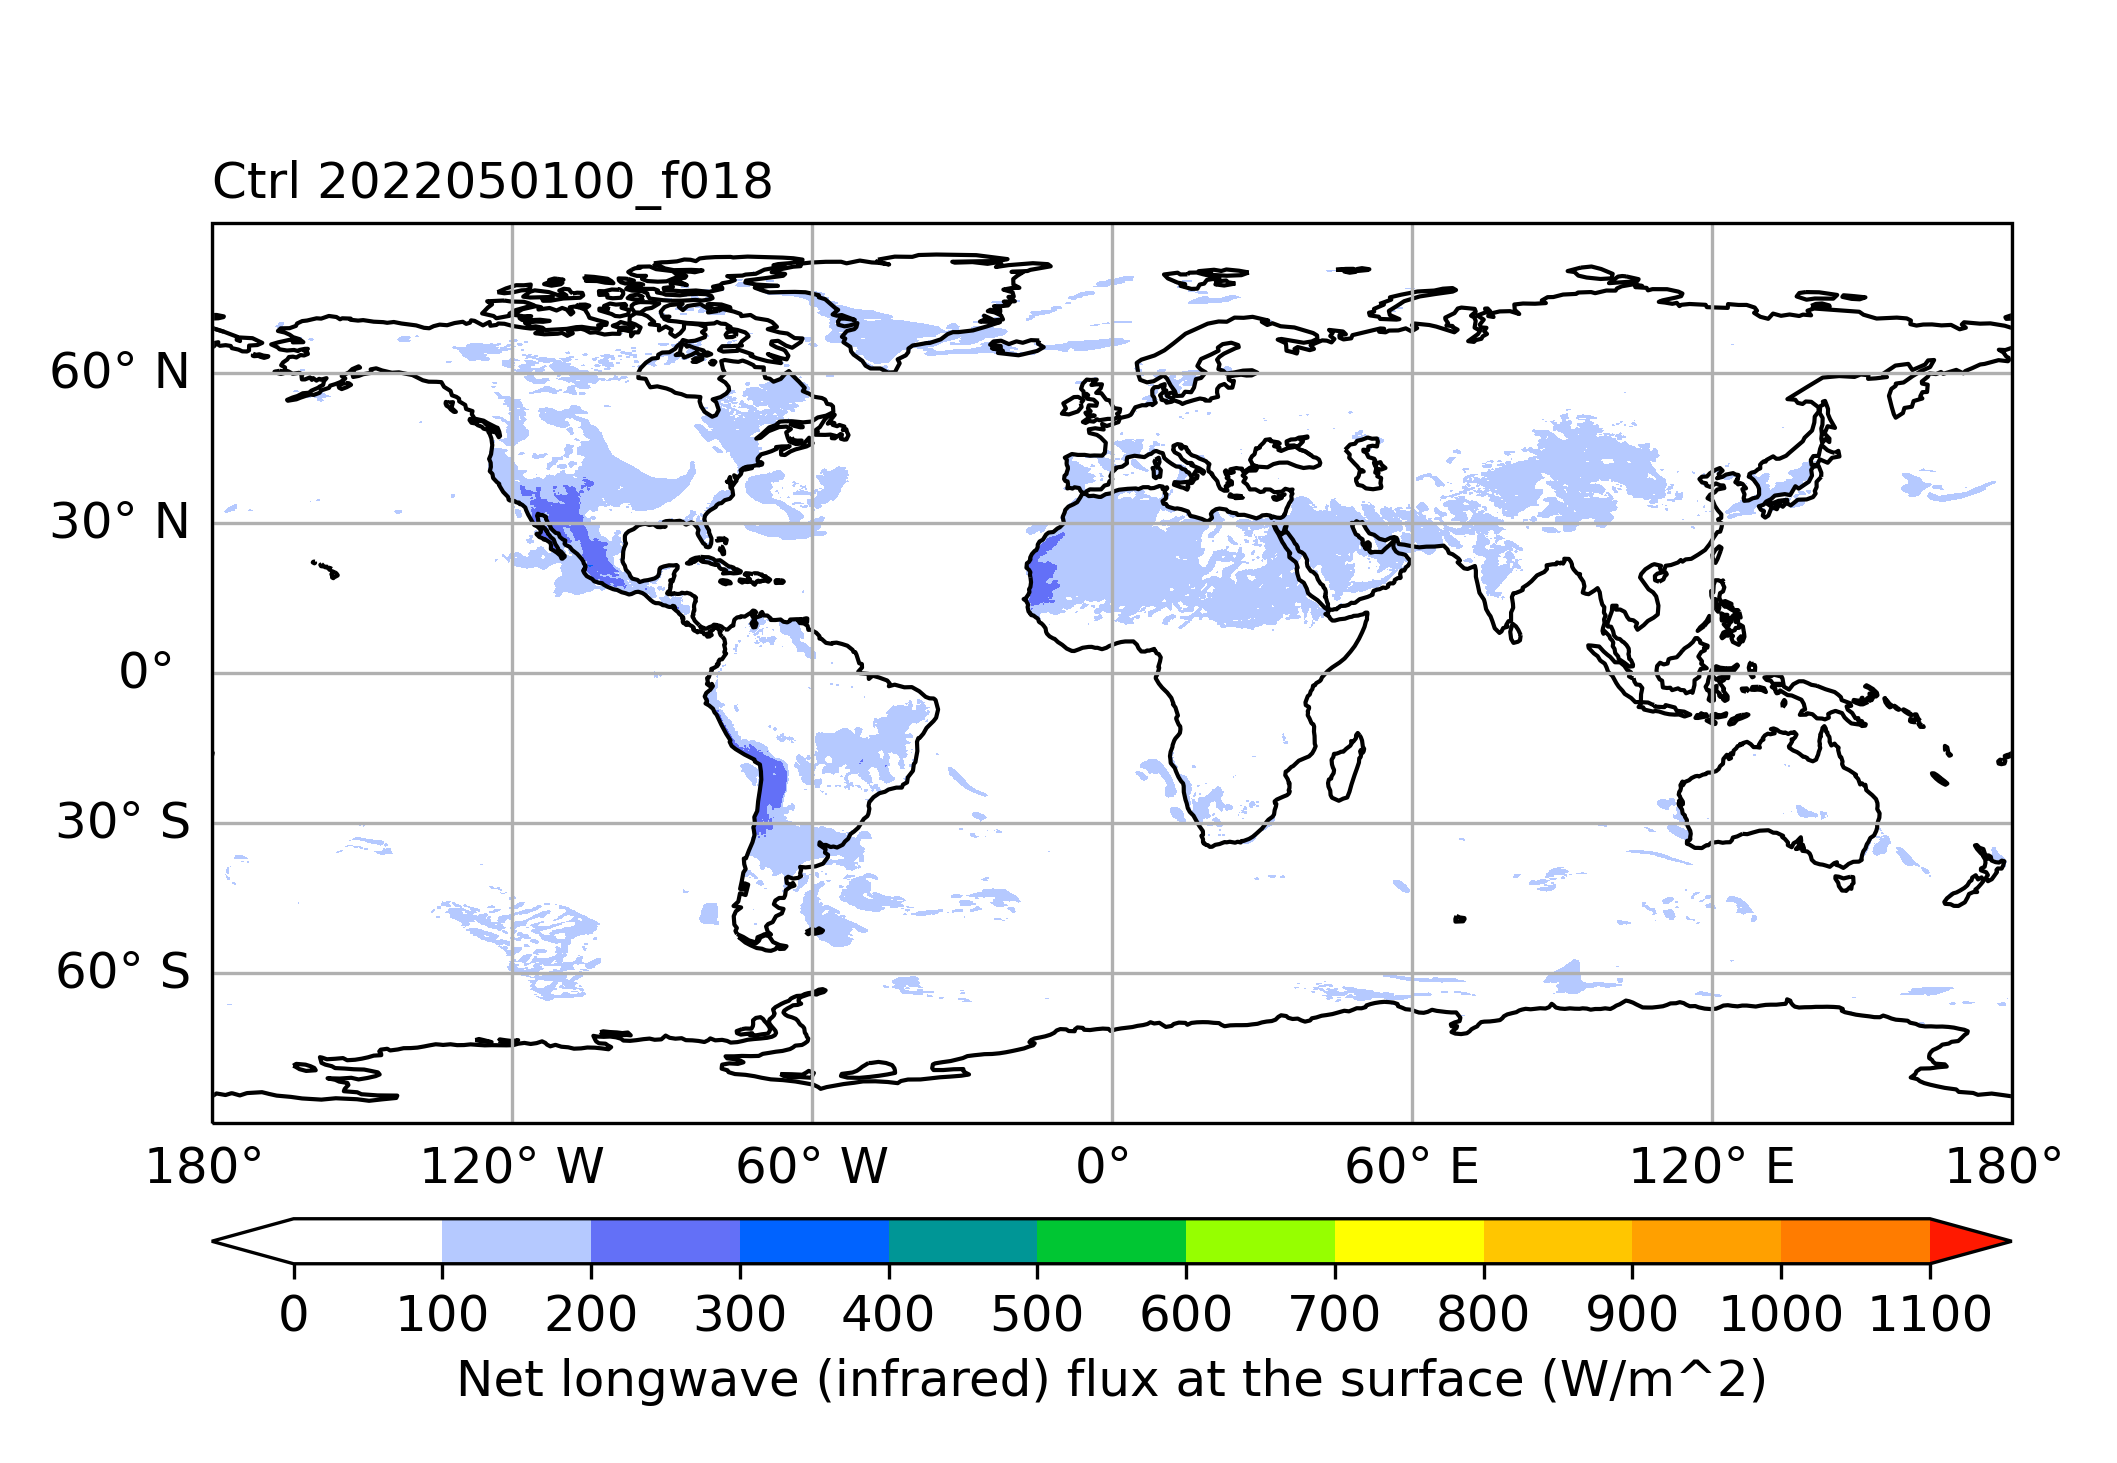 Ctrl 2022050100_f018
60° N
30° N
0°
30° S
60° S
180° 120° W 60° W 0° 60° E 120° E 180°
0 100 200 300 400 500 600 700 800 900 1000 1100
Net longwave (infrared) flux at the surface (W/m^2)